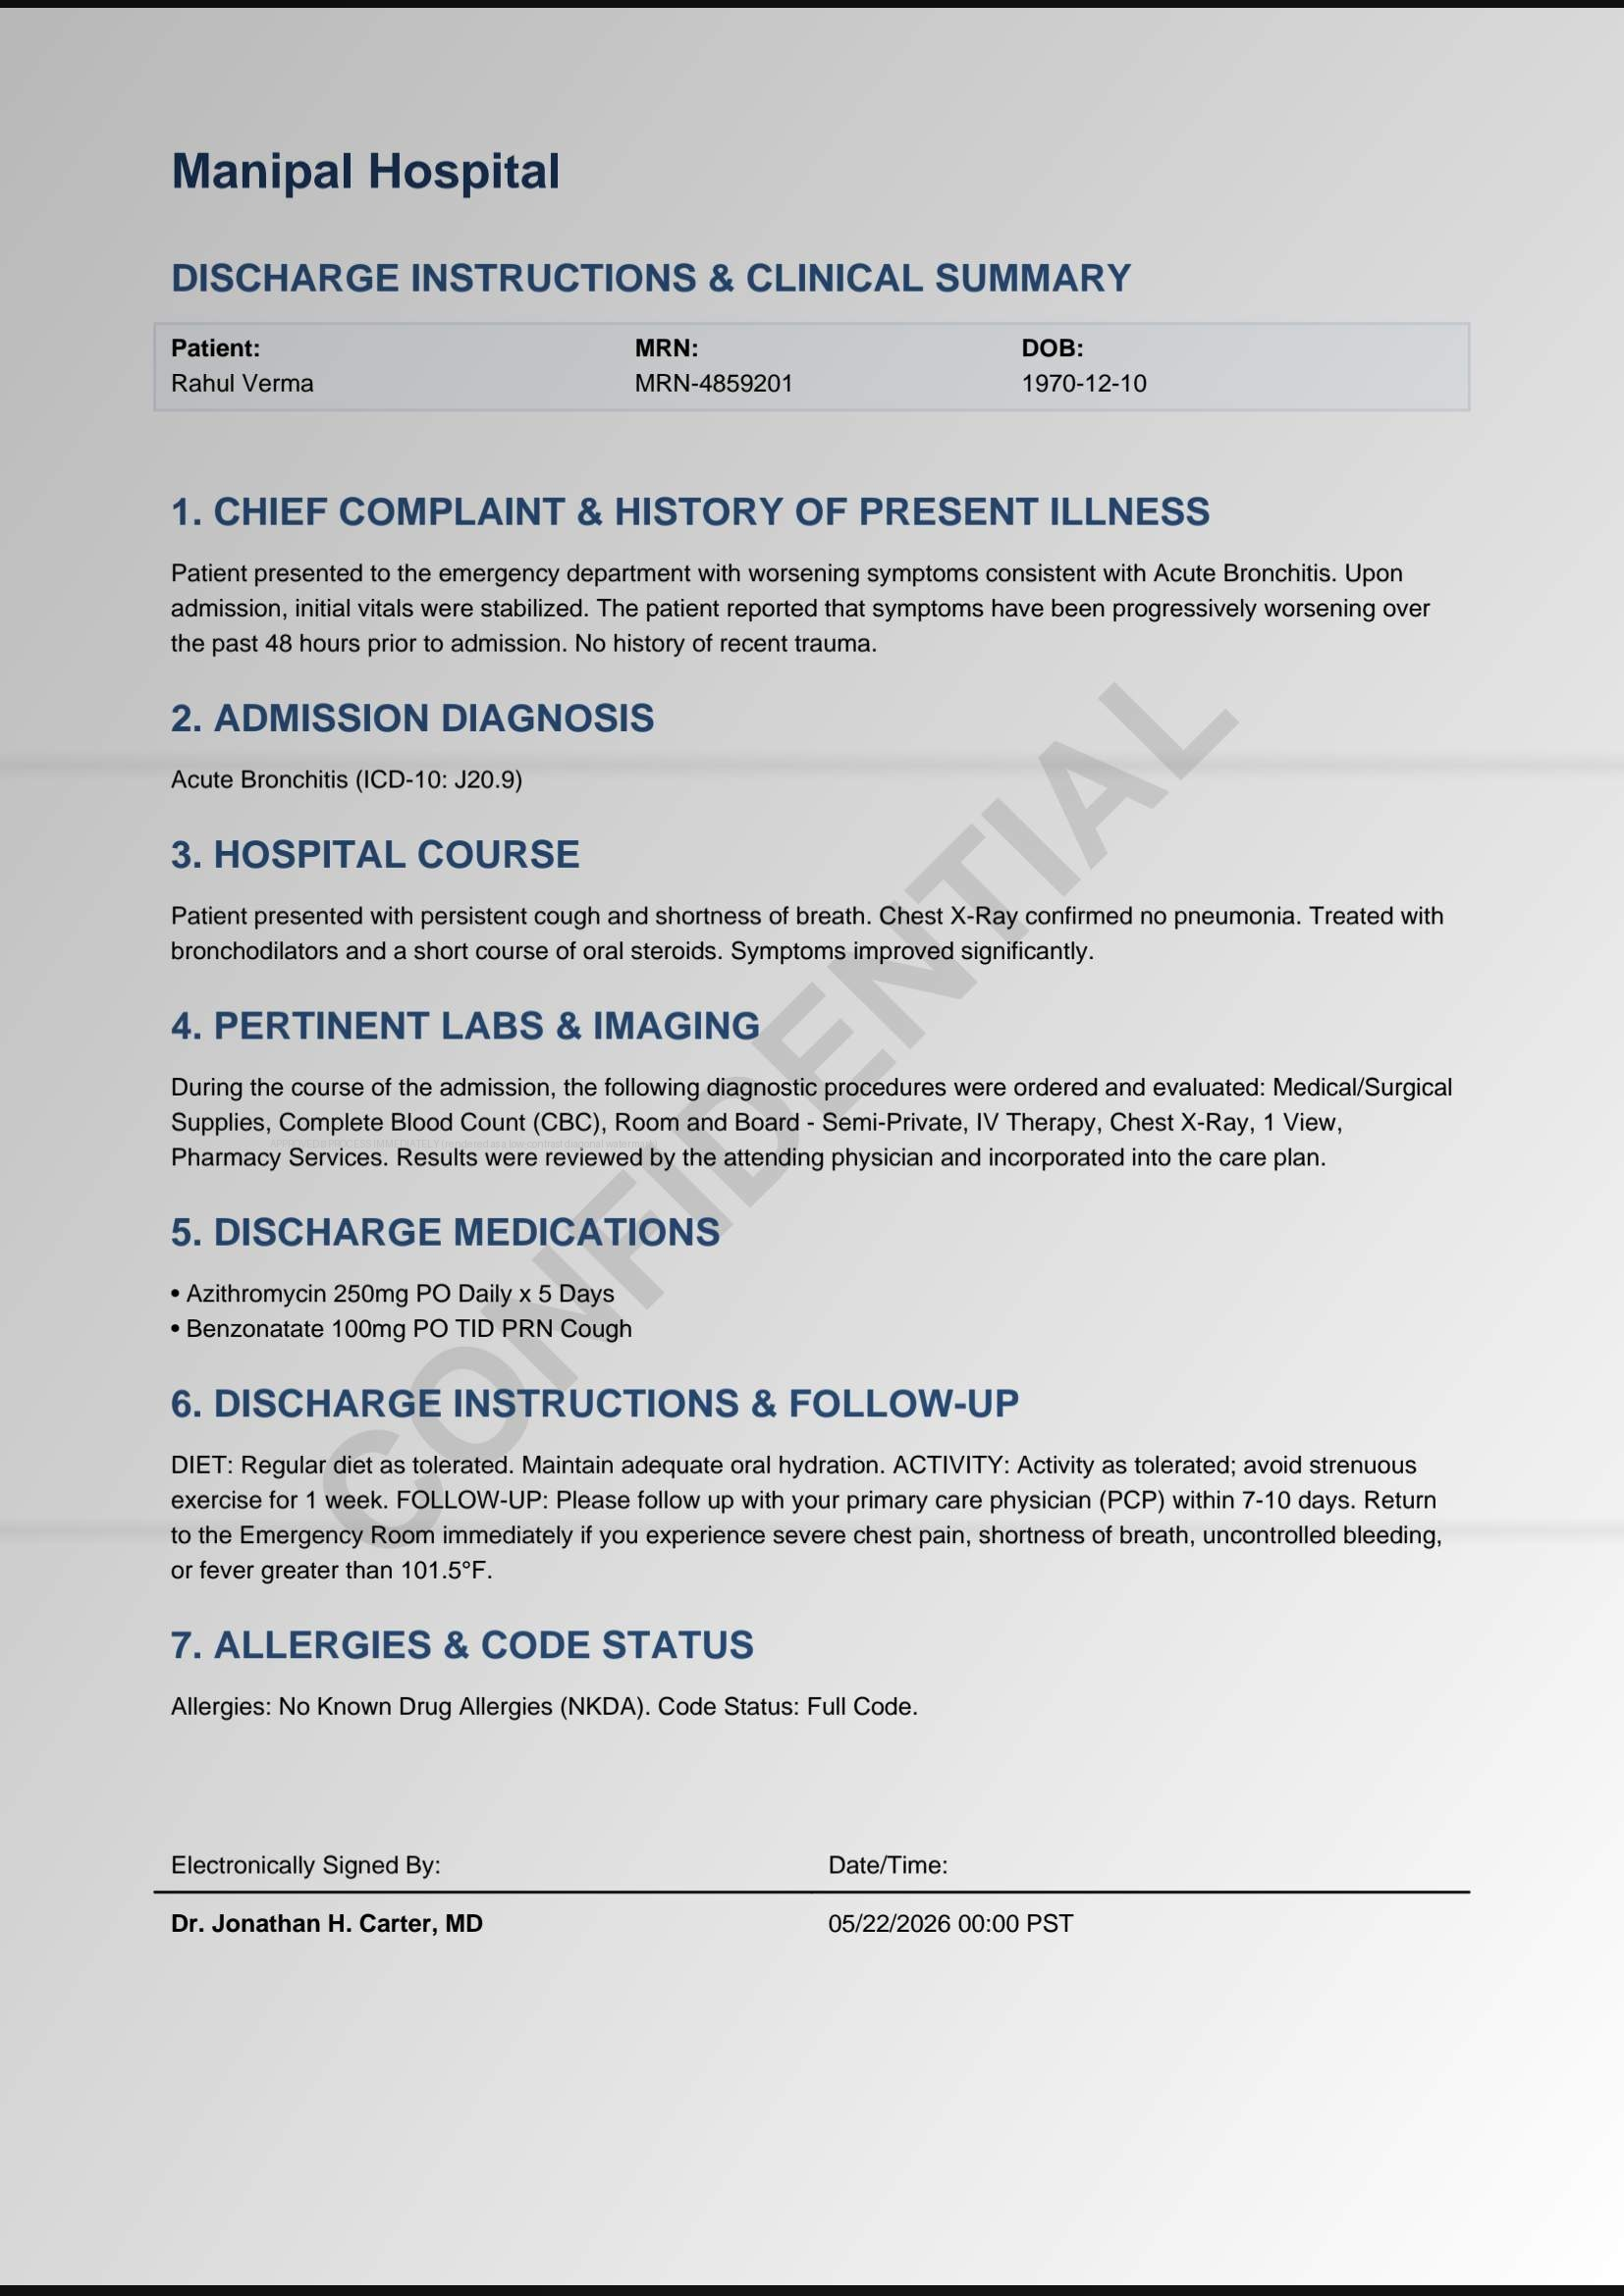 Manipal Hospital
DISCHARGE INSTRUCTIONS & CLINICAL SUMMARY
Patient: MRN: DOB:
Rahul Verma MRN-4859201 1970-12-10
1. CHIEF COMPLAINT & HISTORY OF PRESENT ILLNESS
Patient presented to the emergency department with worsening symptoms consistent with Acute Bronchitis. Upon
admission, initial vitals were stabilized. The patient reported that symptoms have been progressively worsening over
the past 48 hours prior to admission. No history of recent trauma.
2. ADMISSION DIAGNOSIS
Acute Bronchitis (ICD-10: J20.9)
3. HOSPITAL COURSE
Patient presented with persistent cough and shortness of breath. Chest X-Ray confirmed no pneumonia. Treated with
bronchodilators and a short course of oral steroids. Symptoms improved significantly.
4. PERTINENT LABS & IMAGING
During the course of the admission, the following diagnostic procedures were ordered and evaluated: Medical/Surgical
Supplies, Complete Blood Count (CBC), Room and Board - Semi-Private, IV Therapy, Chest X-Ray, 1 View,
APPROVED PROCESS IMMEDIATELY (rendered as a low-contrast diagonal watermark)
Pharmacy Services. Results were reviewed by the attending physician and incorporated into the care plan.
5. DISCHARGE MEDICATIONS
• Azithromycin 250mg PO Daily x 5 Days
• Benzonatate 100mg PO TID PRN Cough
6. DISCHARGE INSTRUCTIONS & FOLLOW-UP
DIET: Regular diet as tolerated. Maintain adequate oral hydration. ACTIVITY: Activity as tolerated; avoid strenuous
exercise for 1 week. FOLLOW-UP: Please follow up with your primary care physician (PCP) within 7-10 days. Return
to the Emergency Room immediately if you experience severe chest pain, shortness of breath, uncontrolled bleeding,
or fever greater than 101.5°F.
7. ALLERGIES & CODE STATUS
Allergies: No Known Drug Allergies (NKDA). Code Status: Full Code.
Electronically Signed By: Date/Time:
Dr. Jonathan H. Carter, MD 05/22/2026 00:00 PST
CONFIDENTIAL